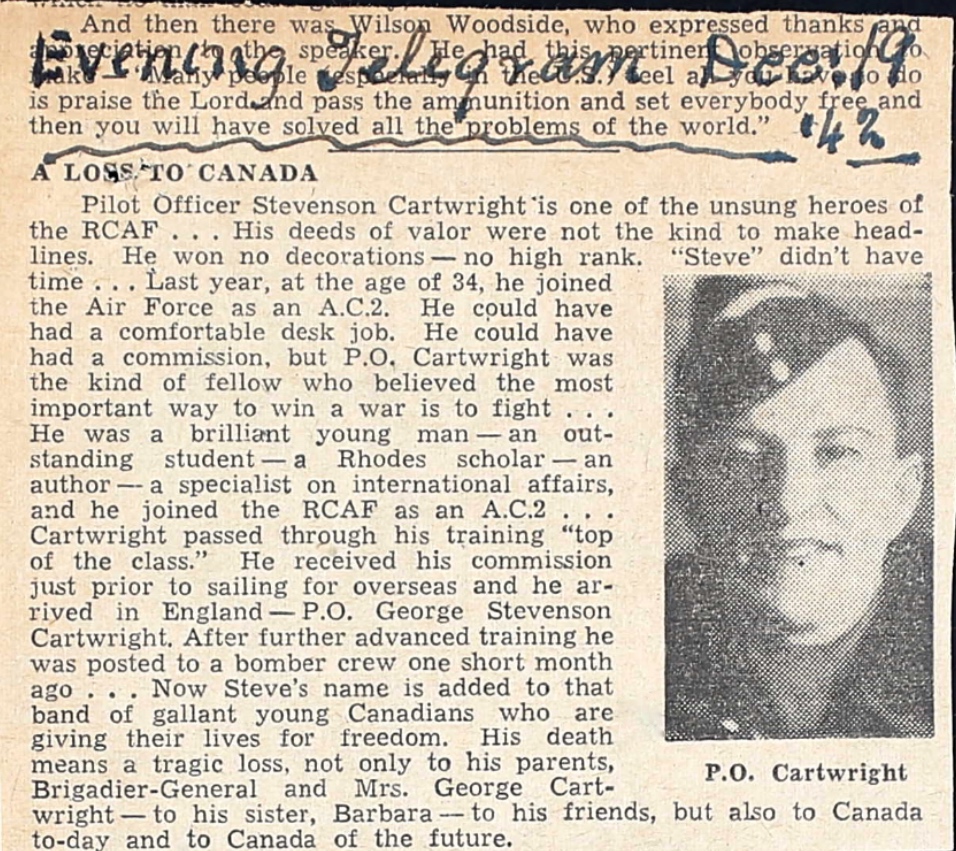 And then there was Wilson Woodside, who expressed thanks and
appreciation to the speaker. He had this pertinent observation to
make "Many people (especially in the U.S.) feel all you have to do
is praise the Lord and pass the ammunition and set everybody free and
then you will have solved all the problems of the world."
Evening Telegram Dec. 19
'42
A LOSS TO CANADA
Pilot Officer Stevenson Cartwright is one of the unsung heroes of
the RCAF . . . His deeds of valor were not the kind to make head-
lines. He won no decorations — no high rank. "Steve" didn't have
time . . . Last year, at the age of 34, he joined
the Air Force as an A.C.2. He could have
had a comfortable desk job. He could have
had a commission, but P.O. Cartwright was
the kind of fellow who believed the most
important way to win a war is to fight . . .
He was a brilliant young man — an out-
standing student — a Rhodes scholar — an
author — a specialist on international affairs,
and he joined the RCAF as an A.C.2 . . .
Cartwright passed through his training "top
of the class." He received his commission
just prior to sailing for overseas and he ar-
rived in England — P.O. George Stevenson
Cartwright. After further advanced training he
was posted to a bomber crew one short month
ago . . . Now Steve's name is added to that
band of gallant young Canadians who are
giving their lives for freedom. His death
means a tragic loss, not only to his parents,
Brigadier-General and Mrs. George Cart-
wright — to his sister, Barbara — to his friends, but also to Canada
to-day and to Canada of the future.
P.O. Cartwright